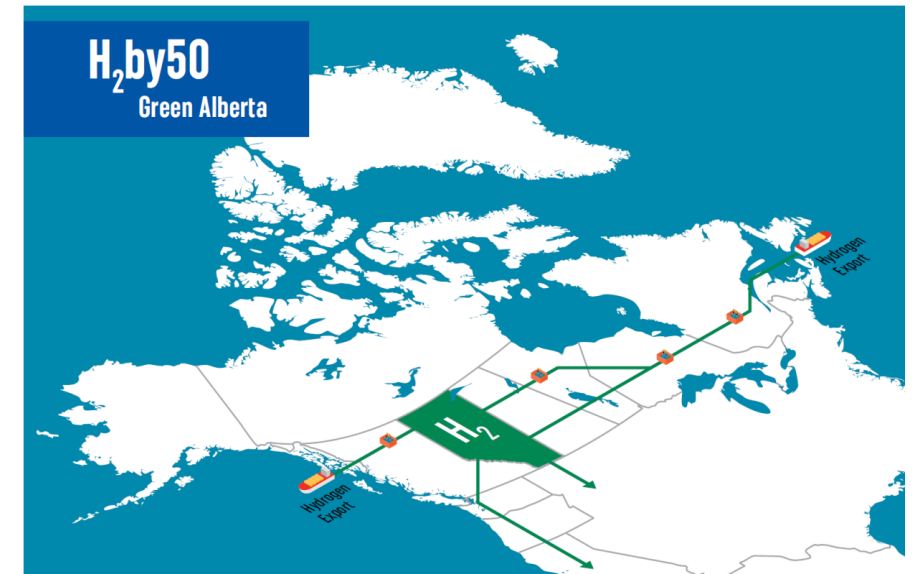 H₂by50
Green Alberta
Hydrogen
Export
H₂
Hydrogen
Export